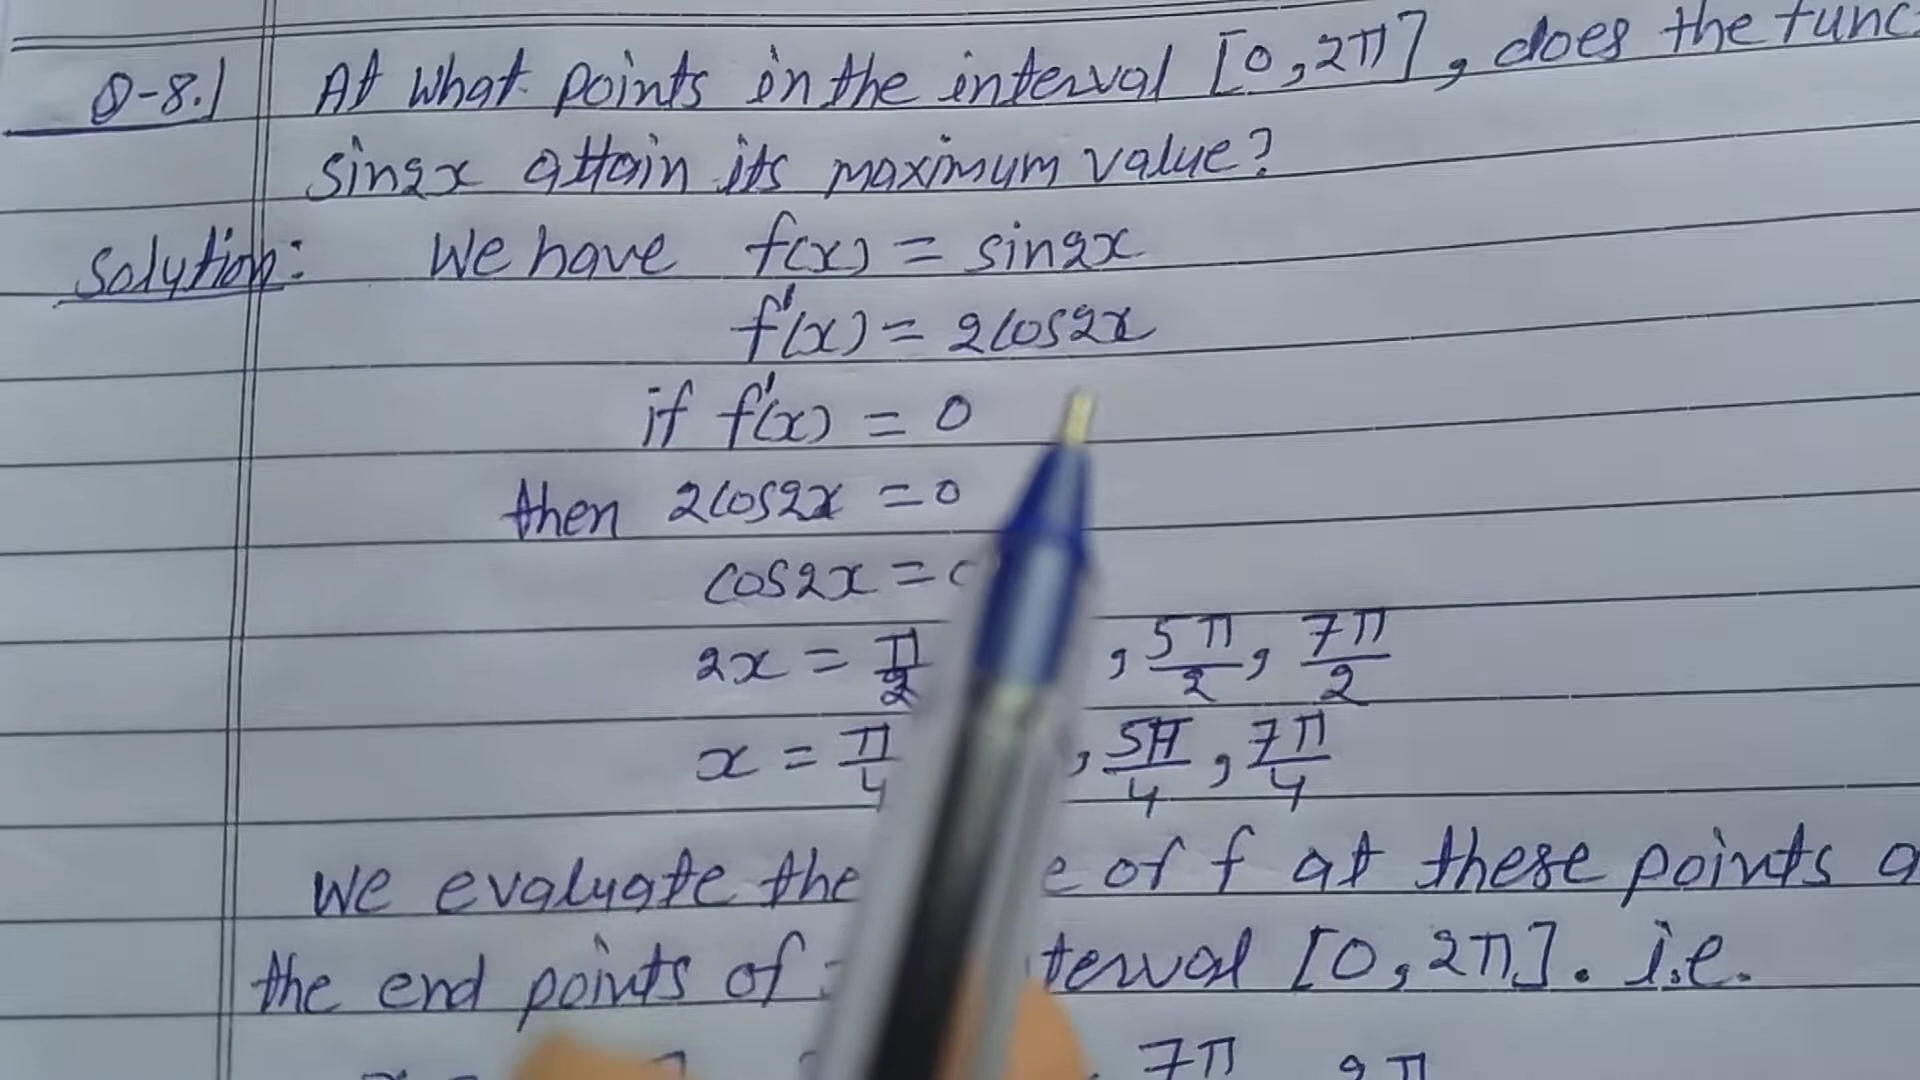 Q-8.| At what points in the interval [0,2π], does the func
sin2x attain its maximum value?
Solution: We have f(x) = sin2x
f'(x) = 2cos2x
if f'(x) = 0
then 2cos2x = 0
cos2x =
2x = π/2 , 5π/2, 7π/2
x = π/4 , 5π/4, 7π/4
We evaluate the of f at these points
the end points of [0,2π]. i.e.
7π 2π